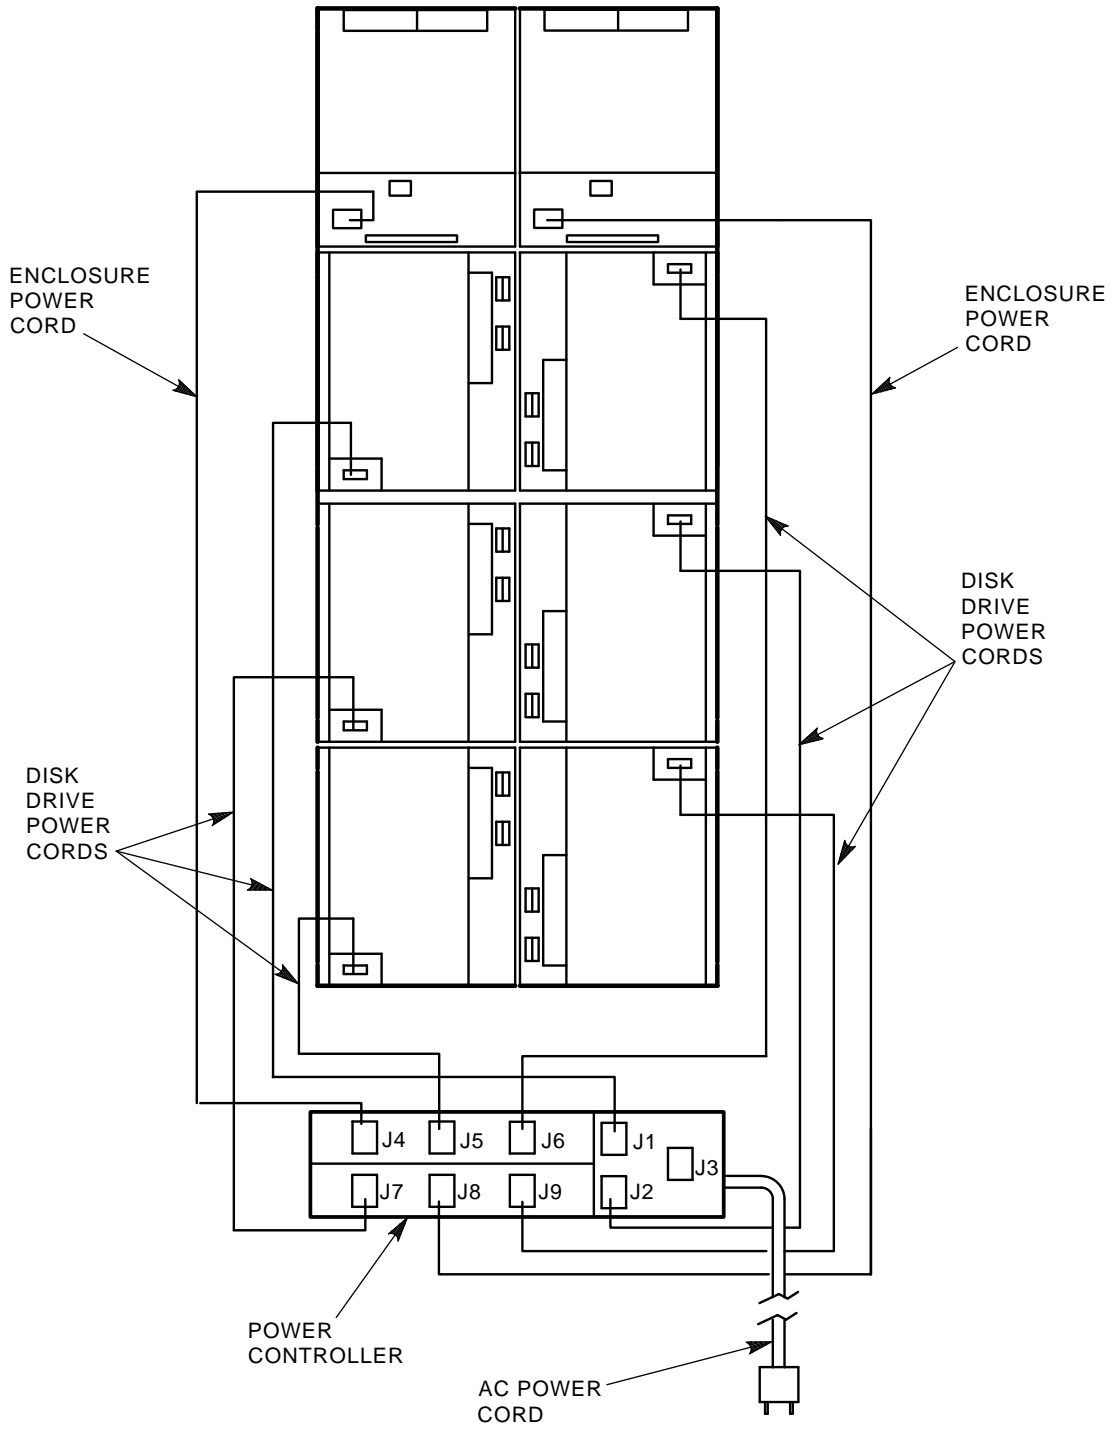 ENCLOSURE
POWER
CORD
ENCLOSURE
POWER
CORD
DISK
DRIVE
POWER
CORDS
DISK
DRIVE
POWER
CORDS
J4
J5
J6
J1
J3
J7
J8
J9
J2
POWER
CONTROLLER
AC POWER
CORD